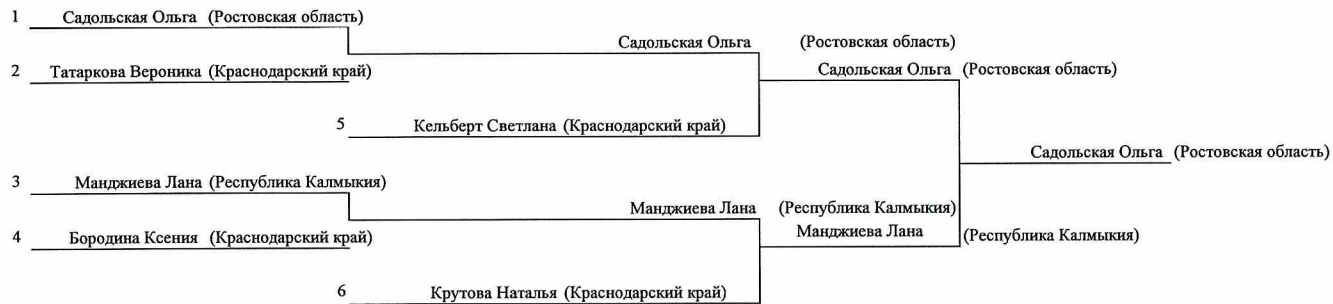 1 Садольская Ольга (Ростовская область)
Садольская Ольга (Ростовская область)
2 Татаркова Вероника (Краснодарский край)
Садольская Ольга (Ростовская область)
5 Кельберт Светлана (Краснодарский край)
Садольская Ольга (Ростовская область)
3 Манджиева Лана (Республика Калмыкия)
Манджиева Лана (Республика Калмыкия)
4 Бородина Ксения (Краснодарский край)
Манджиева Лана (Республика Калмыкия)
6 Крутова Наталья (Краснодарский край)